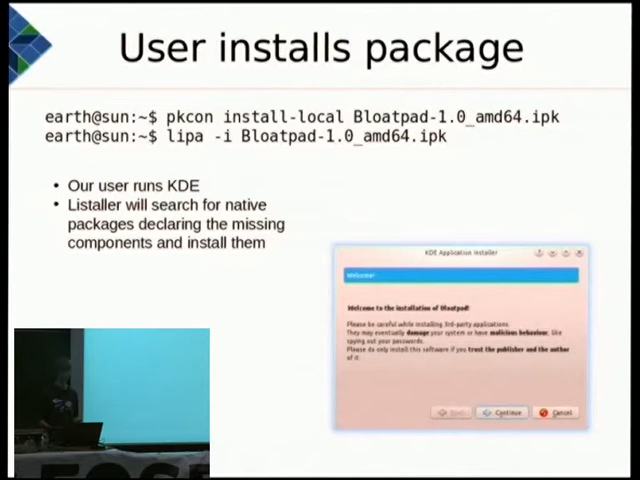 User installs package
earth@sun:~$ pkcon install-local Bloatpad-1.0_amd64.ipk
earth@sun:~$ lipa -i Bloatpad-1.0_amd64.ipk
• Our user runs KDE
• Listaller will search for native
packages declaring the missing
components and install them
KDE Application Installer
Welcome!
Welcome to the installation of Bloatpad!
Please be careful while installing 3rd-party applications.
They may eventually damage your system or have malicious behaviour, like
spying out your passwords.
Please do only install this software if you trust the publisher and the author
of it.
Continue
Cancel